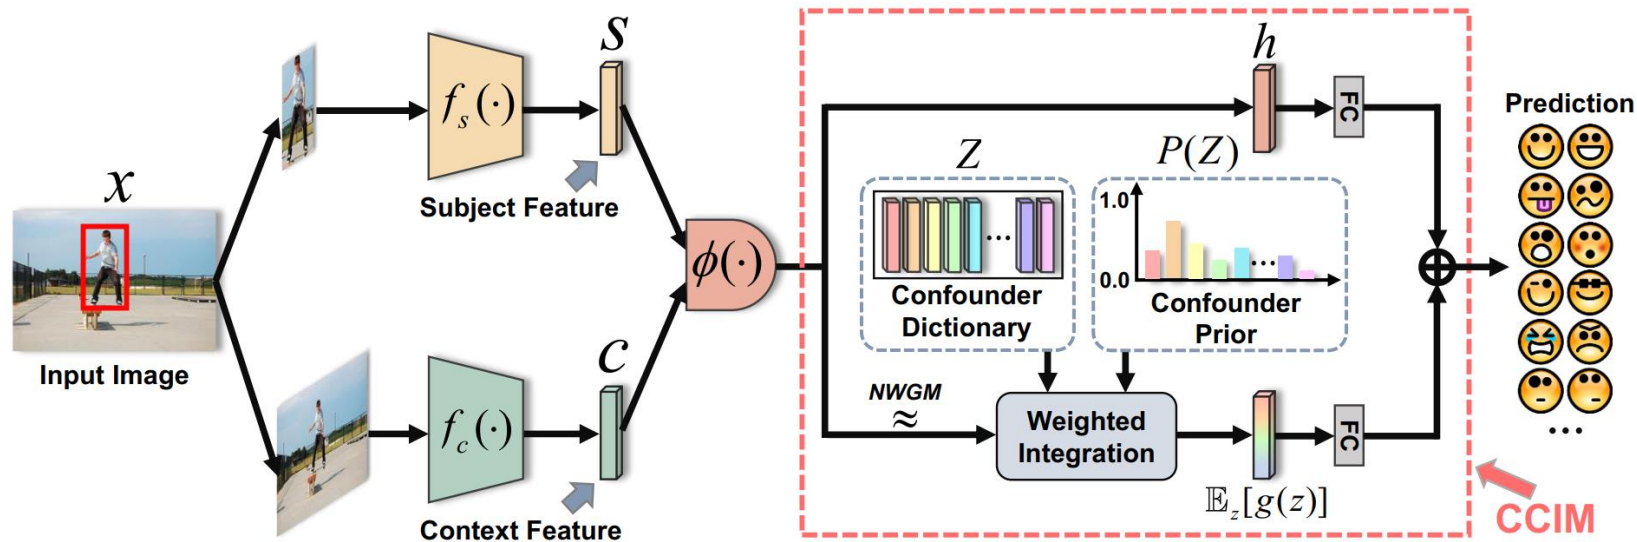 x
Input Image
f_s(·)
s
Subject Feature
f_c(·)
c
Context Feature
ϕ(·)
h
FC
Z
Confounder
Dictionary
P(Z)
1.0
0.0
Confounder
Prior
NWGM
≈
Weighted
Integration
𝔼_z[g(z)]
FC
Prediction
CCIM